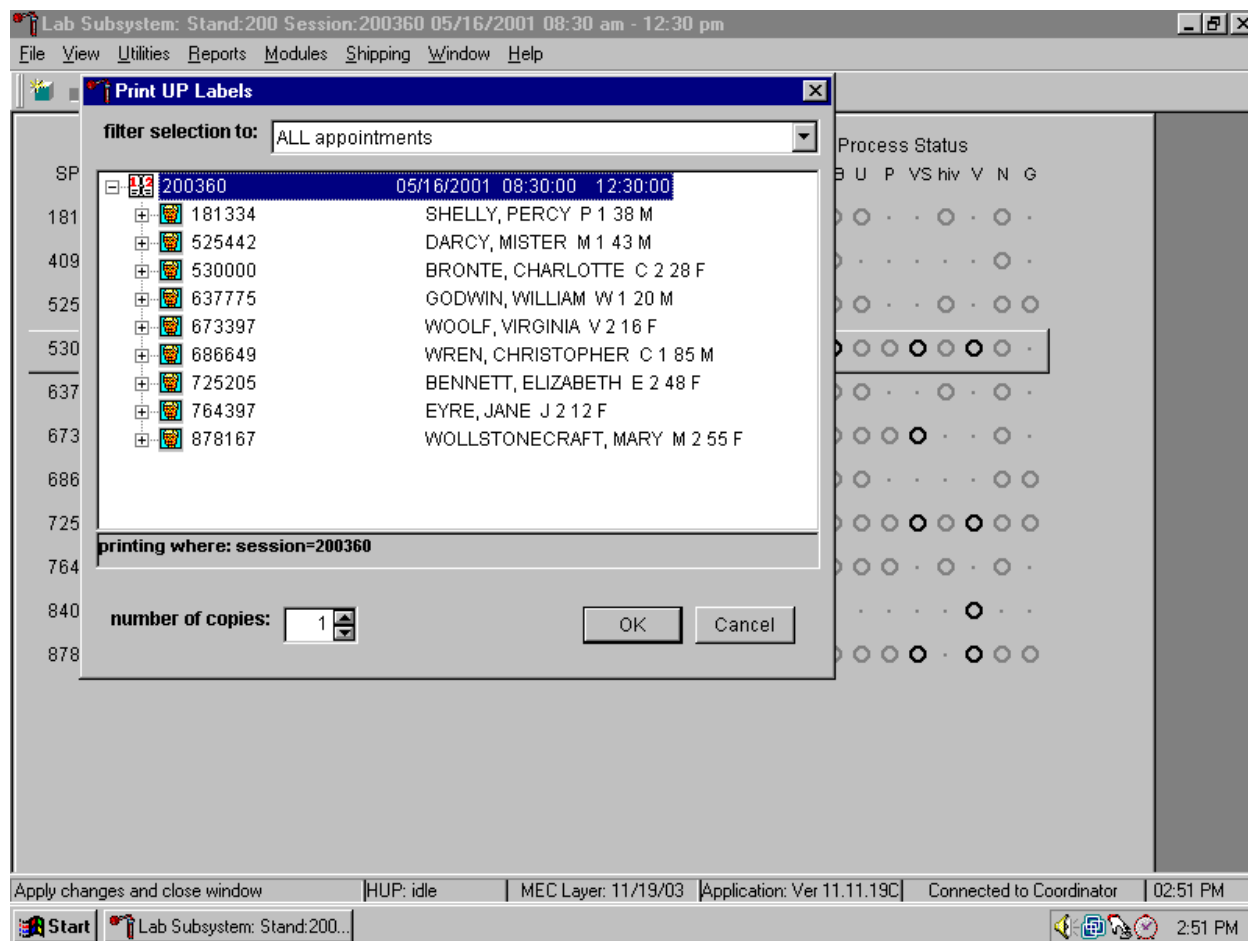 Lab Subsystem: Stand:200 Session:200360 05/16/2001 08:30 am - 12:30 pm
File View Utilities Reports Modules Shipping Window Help
Print UP Labels
filter selection to: ALL appointments
Process Status
SP U P VS hiv V N G
200360 05/16/2001 08:30:00 12:30:00
181 181334 SHELLY, PERCY P 1 38 M
525442 DARCY, MISTER M 1 43 M
409 530000 BRONTE, CHARLOTTE C 2 28 F
525 637775 GODWIN, WILLIAM W 1 20 M
673397 WOOLF, VIRGINIA V 2 16 F
530 686649 WREN, CHRISTOPHER C 1 85 M
637 725205 BENNETT, ELIZABETH E 2 48 F
764397 EYRE, JANE J 2 12 F
673 878167 WOLLSTONECRAFT, MARY M 2 55 F
686
725
printing where: session=200360
764
840 number of copies: 1 OK Cancel
878
Apply changes and close window HUP: idle MEC Layer: 11/19/03 Application: Ver 11.11.19C Connected to Coordinator 02:51 PM
Start Lab Subsystem: Stand:200... 2:51 PM